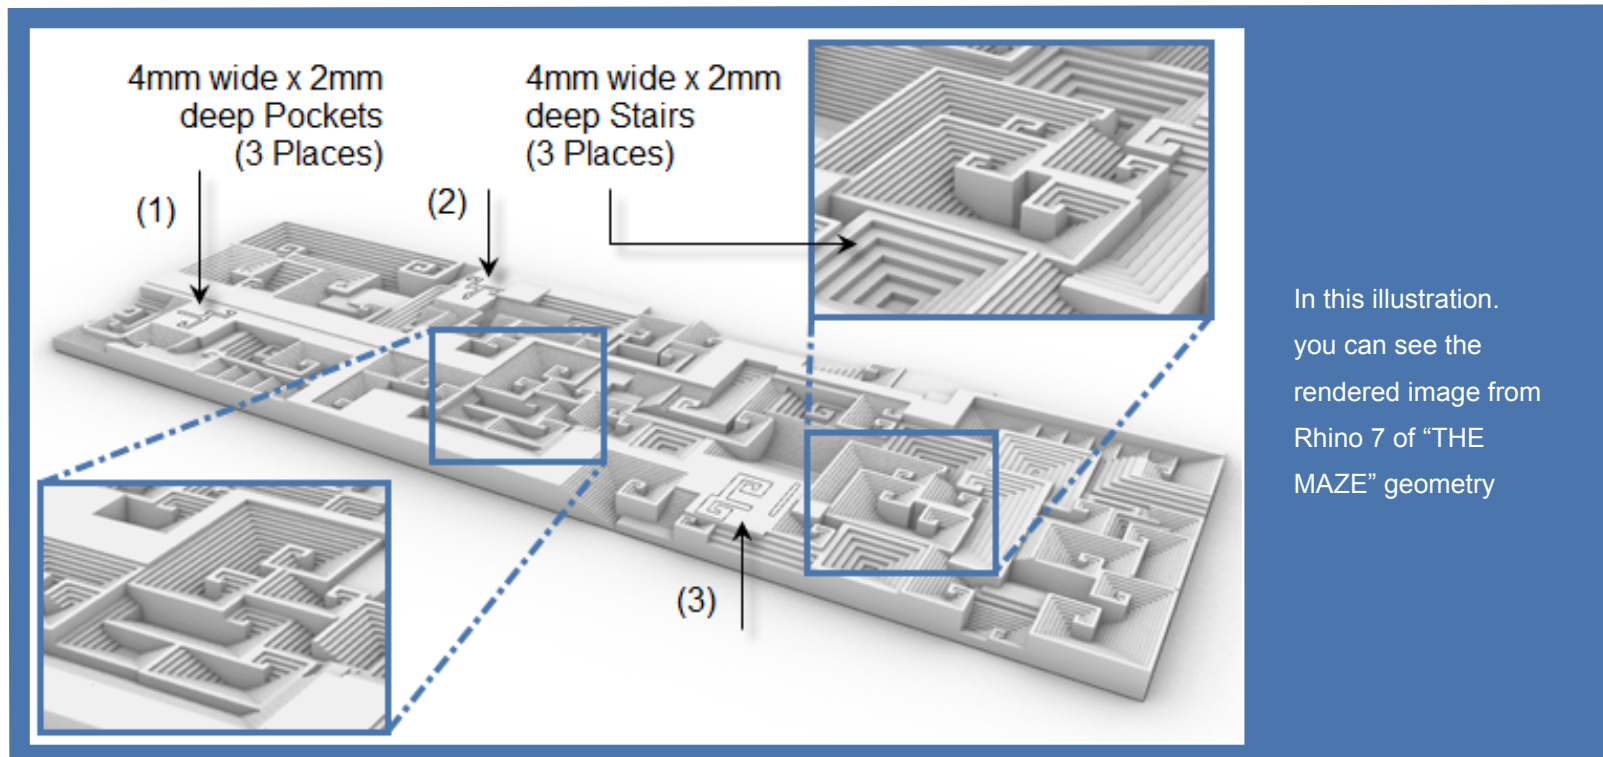 4mm wide x 2mm
deep Pockets
(3 Places)
4mm wide x 2mm
deep Stairs
(3 Places)
(1)
(2)
(3)
In this illustration.
you can see the
rendered image from
Rhino 7 of “THE
MAZE” geometry